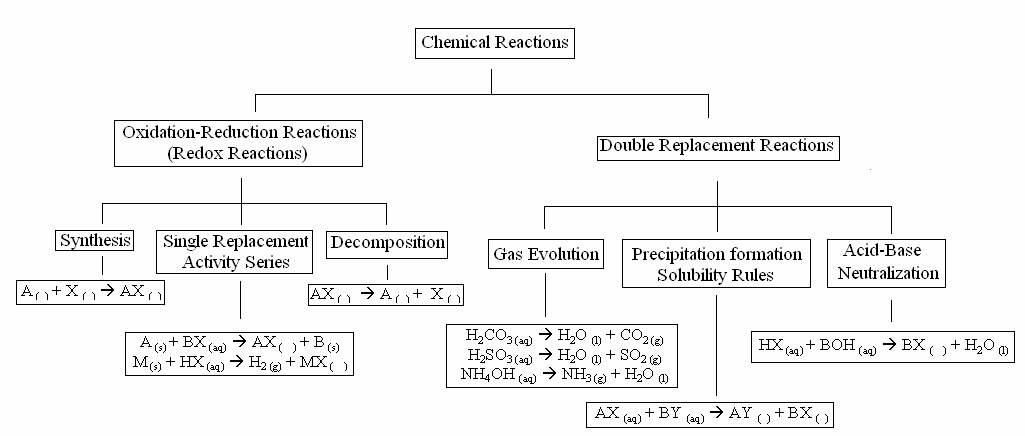 Chemical Reactions
Oxidation-Reduction Reactions
(Redox Reactions)
Double Replacement Reactions
Synthesis
Single Replacement
Activity Series
Decomposition
Gas Evolution
Precipitation formation
Solubility Rules
Acid-Base
Neutralization
A( ) + X( ) → AX( )
AX( ) → A( ) + X( )
A(s) + BX(aq) → AX( ) + B(s)
M(s) + HX(aq) → H2(g) + MX( )
H2CO3(aq) → H2O (l) + CO2(g)
H2SO3(aq) → H2O (l) + SO2(g)
NH4OH (aq) → NH3(g) + H2O (l)
HX(aq) + BOH(aq) → BX( ) + H2O(l)
AX (aq) + BY (aq) → AY ( ) + BX( )